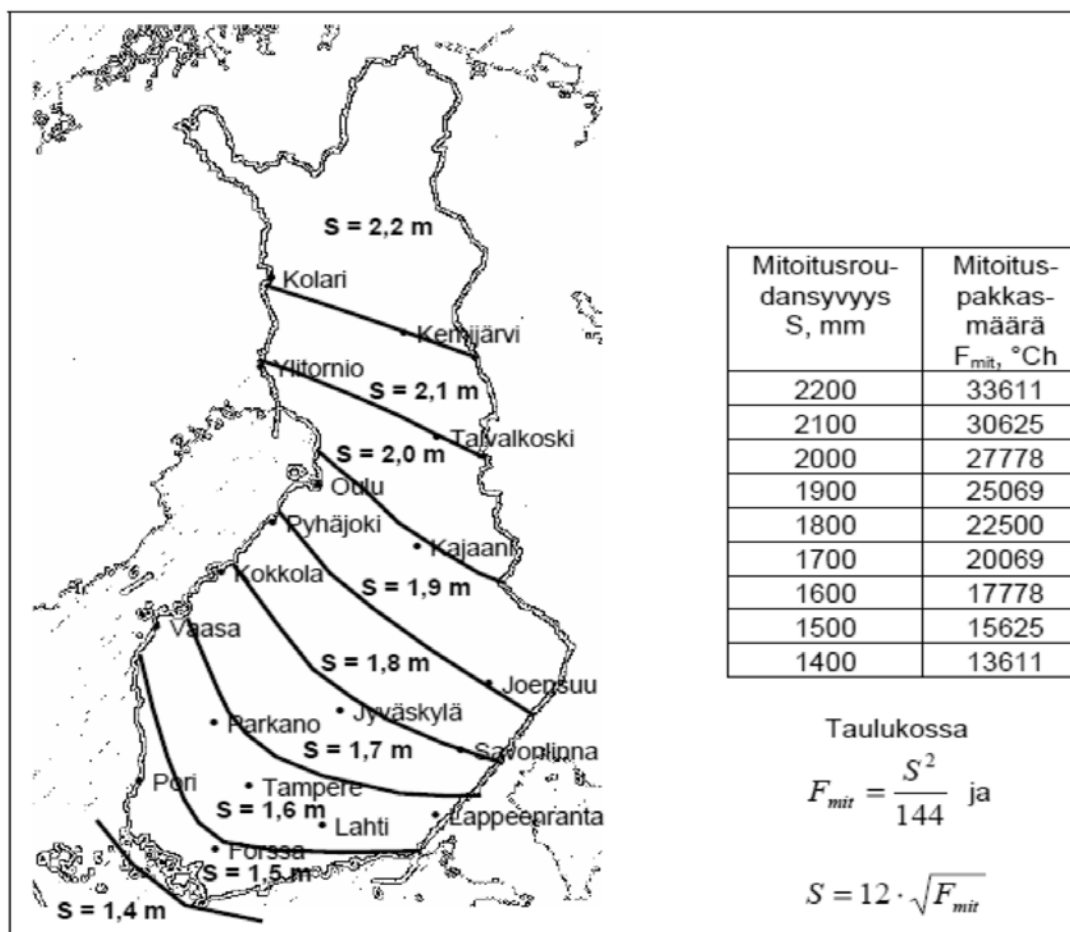 S = 2,2 m
Kolari
Kemijärvi
Ylitornio
S = 2,1 m
Taivalkoski
S = 2,0 m
Oulu
Pyhäjoki
Kajaani
Kokkola
S = 1,9 m
Vaasa
S = 1,8 m
Joensuu
Jyväskylä
Parkano
S = 1,7 m
Savonlinna
Pori
Tampere
S = 1,6 m
Lahti
Lappeenranta
Forssa
S = 1,5 m
S = 1,4 m
Mitoitusrou-
dansyvyys
S, mm
Mitoitus-
pakkas-
määrä
F_mit, °Ch
2200 33611
2100 30625
2000 27778
1900 25069
1800 22500
1700 20069
1600 17778
1500 15625
1400 13611
Taulukossa
F_mit = S² / 144 ja
S = 12 · √F_mit